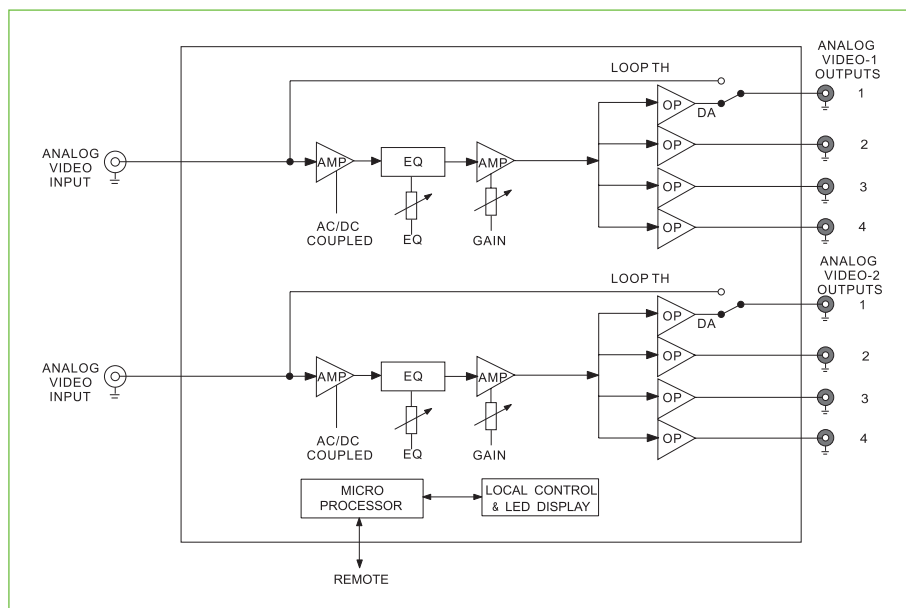 ANALOG
VIDEO-1
OUTPUTS
LOOP TH
1
OP
DA
ANALOG
VIDEO
INPUT
AMP
EQ
AMP
OP
2
OP
3
AC/DC
COUPLED
EQ
GAIN
OP
4
ANALOG
VIDEO-2
OUTPUTS
LOOP TH
1
OP
DA
ANALOG
VIDEO
INPUT
AMP
EQ
AMP
OP
2
OP
3
AC/DC
COUPLED
EQ
GAIN
OP
4
MICRO
PROCESSOR
LOCAL CONTROL
& LED DISPLAY
REMOTE